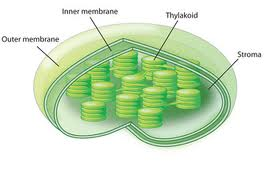 Inner membrane
Thylakoid
Outer membrane
Stroma